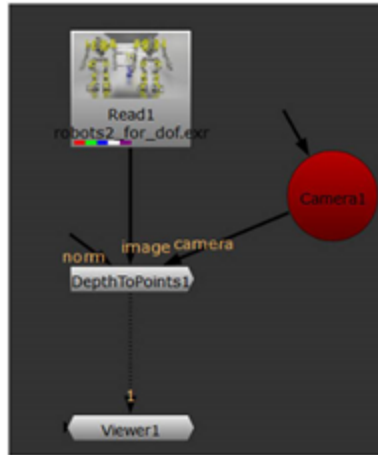 Read1
robots2_for_dof.exr
Camera1
norm image camera
DepthToPoints1
1
Viewer1